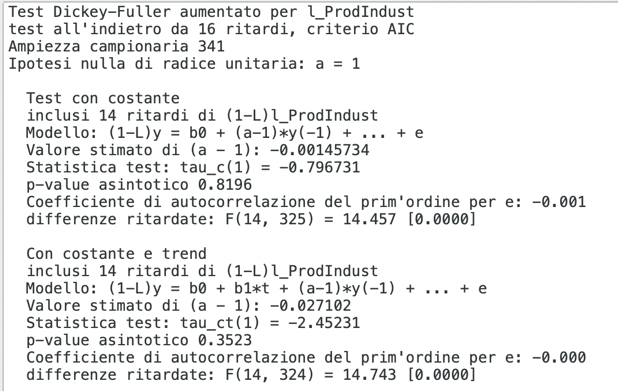 Test Dickey-Fuller aumentato per l_ProdIndust
test all'indietro da 16 ritardi, criterio AIC
Ampiezza campionaria 341
Ipotesi nulla di radice unitaria: a = 1
Test con costante
inclusi 14 ritardi di (1-L)l_ProdIndust
Modello: (1-L)y = b0 + (a-1)*y(-1) + ... + e
Valore stimato di (a - 1): -0.00145734
Statistica test: tau_c(1) = -0.796731
p-value asintotico 0.8196
Coefficiente di autocorrelazione del prim'ordine per e: -0.001
differenze ritardate: F(14, 325) = 14.457 [0.0000]
Con costante e trend
inclusi 14 ritardi di (1-L)l_ProdIndust
Modello: (1-L)y = b0 + b1*t + (a-1)*y(-1) + ... + e
Valore stimato di (a - 1): -0.027102
Statistica test: tau_ct(1) = -2.45231
p-value asintotico 0.3523
Coefficiente di autocorrelazione del prim'ordine per e: -0.000
differenze ritardate: F(14, 324) = 14.743 [0.0000]